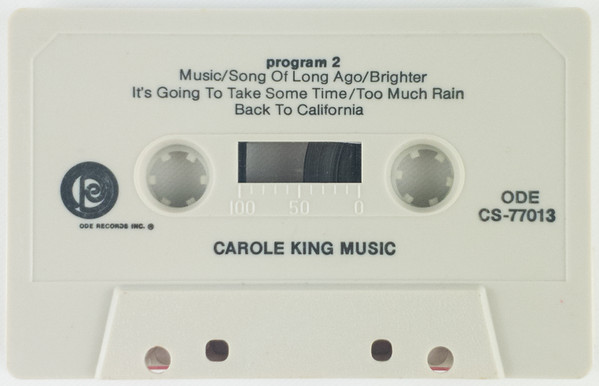 program 2
Music/Song Of Long Ago/Brighter
It's Going To Take Some Time/Too Much Rain
Back To California
100 50 0
ODE RECORDS INC. ®
ODE
CS-77013
CAROLE KING MUSIC